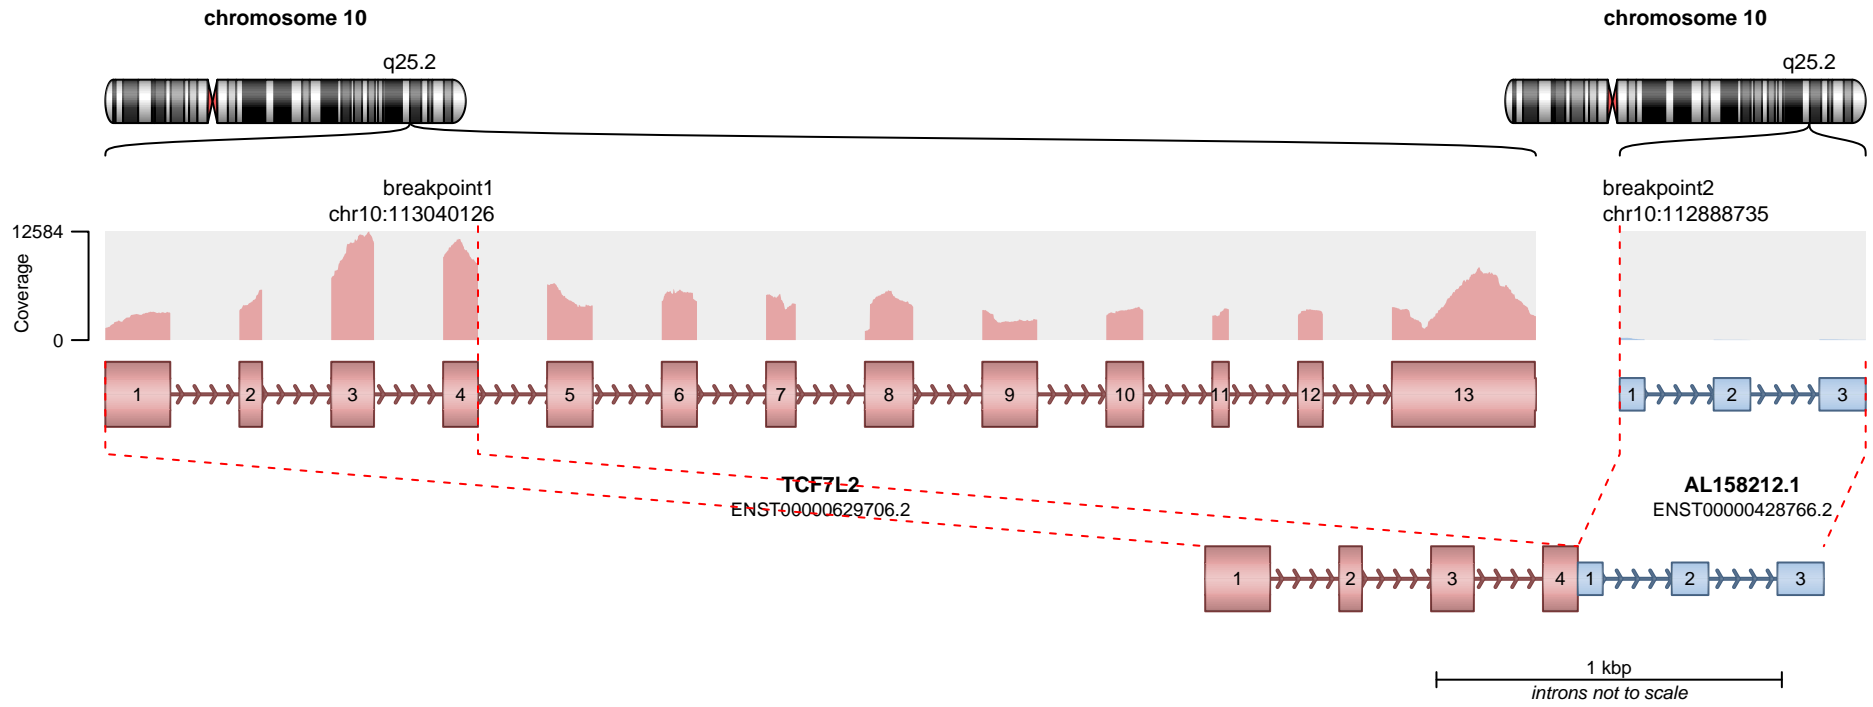 chromosome 10
chromosome 10
q25.2
q25.2
breakpoint1
chr10:113040126
breakpoint2
chr10:112888735
12584
Coverage
0
1 2 3 4 5 6 7 8 9 10 11 12 13
1 2 3
TCF7L2
ENST00000629706.2
AL158212.1
ENST00000428766.2
1 2 3 4 1 2 3
1 kbp
introns not to scale